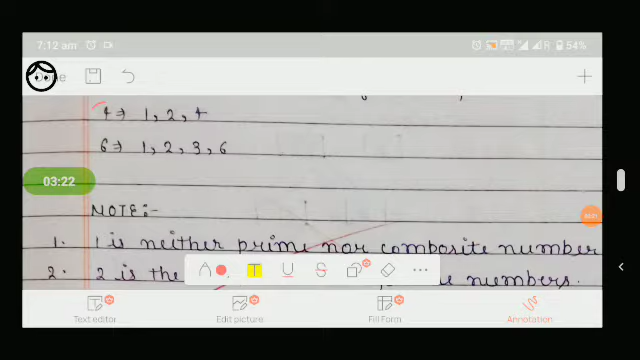 7:12 am
54%
Done
4 ⇒ 1, 2, 4
6 ⇒ 1, 2, 3, 6
03:22
NOTE:-
1. 1 is neither prime nor composite number
2. 2 is the numbers.
Text editor
Edit picture
Fill Form
Annotation